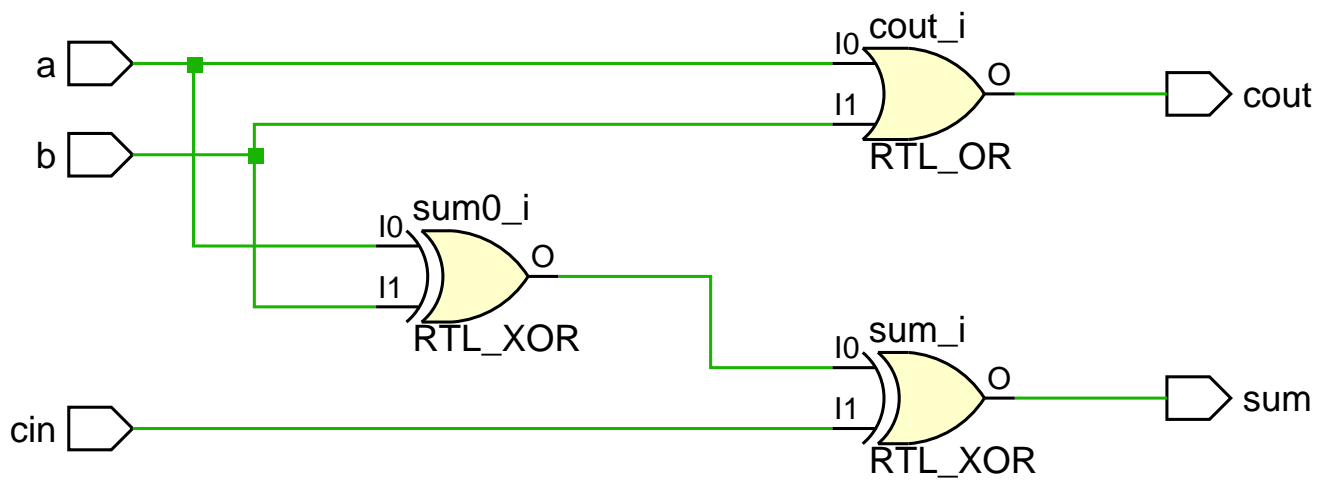 cout_i
I0
a
O
I1
cout
b
RTL_OR
sum0_i
I0
O
I1
RTL_XOR
sum_i
I0
O
I1
sum
cin
RTL_XOR